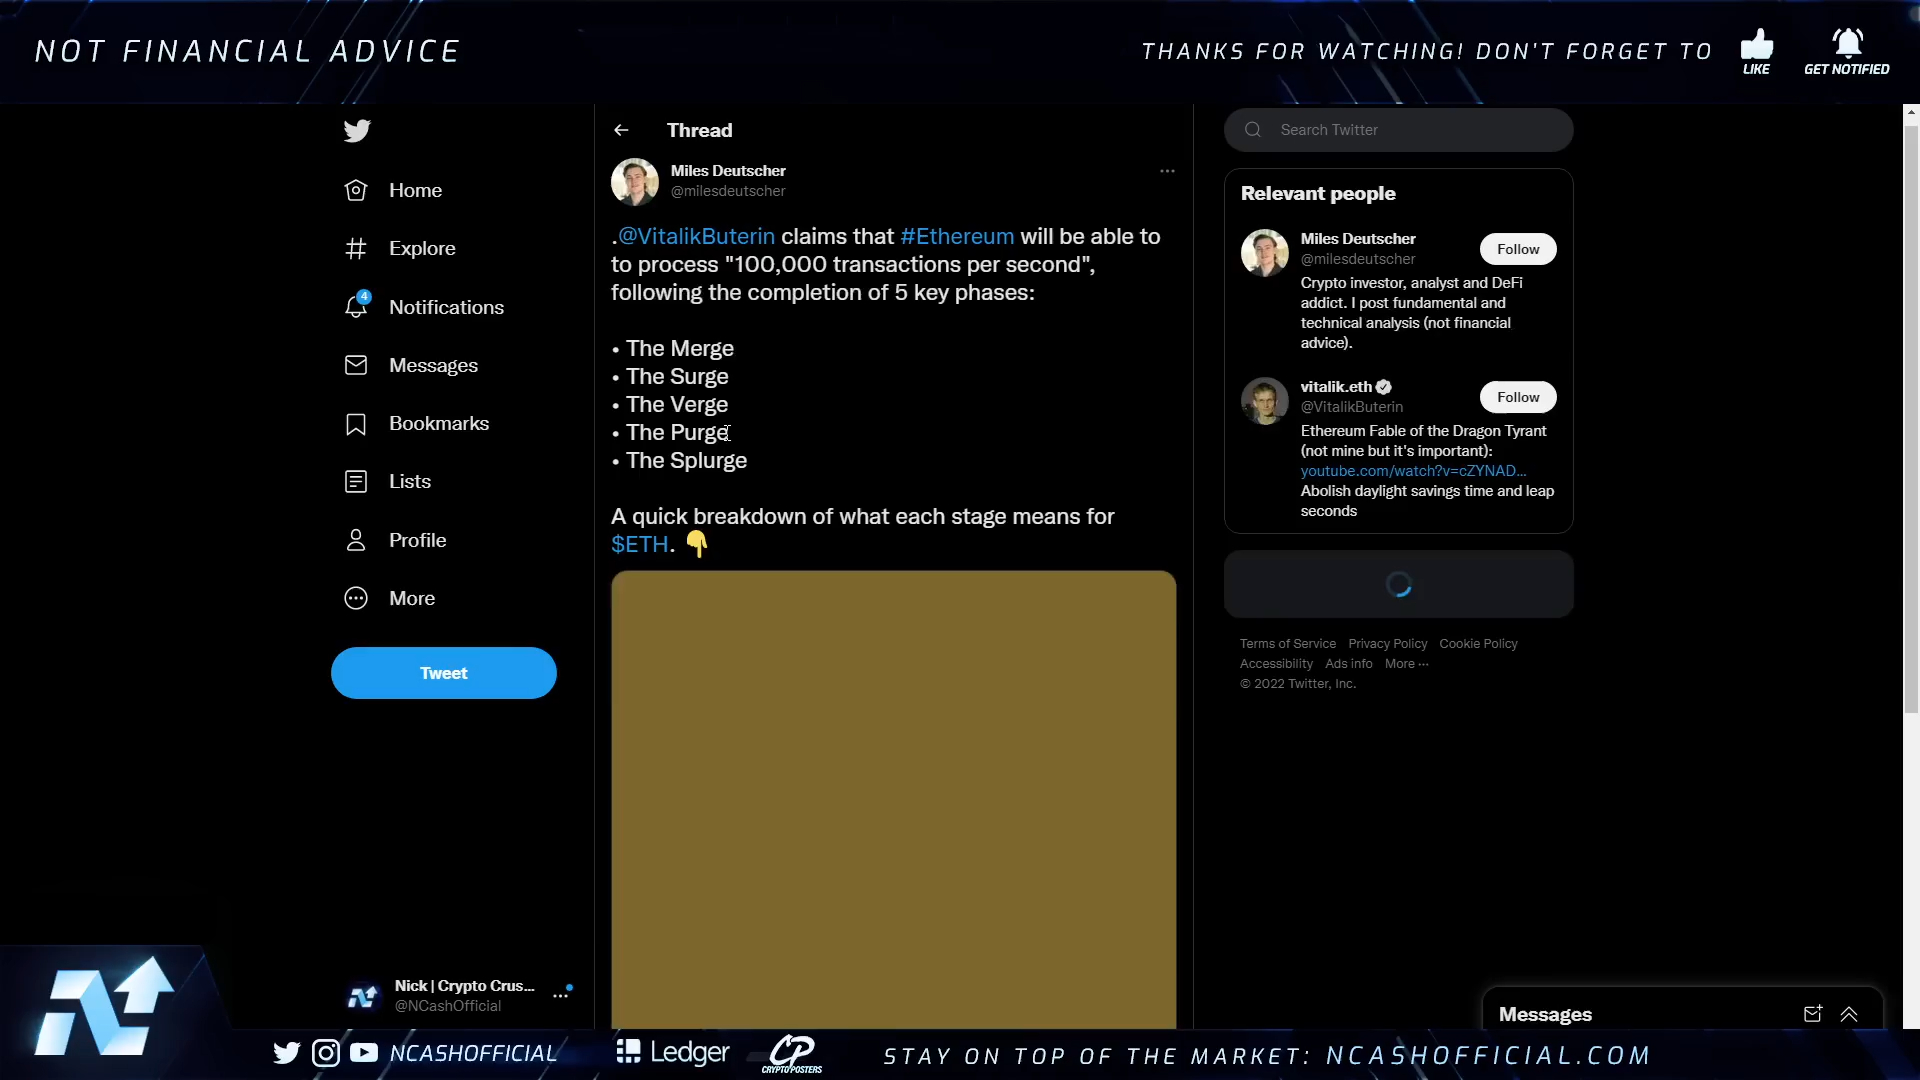 NOT FINANCIAL ADVICE
THANKS FOR WATCHING! DON'T FORGET TO
LIKE
GET NOTIFIED
Home
Explore
4
Notifications
Messages
Bookmarks
Lists
Profile
More
Tweet
Nick | Crypto Crus...
@NCashOfficial
Thread
Miles Deutscher
@milesdeutscher
.@VitalikButerin claims that #Ethereum will be able to
to process "100,000 transactions per second",
following the completion of 5 key phases:
• The Merge
• The Surge
• The Verge
• The Purge
• The Splurge
A quick breakdown of what each stage means for
$ETH. 👇
Search Twitter
Relevant people
Miles Deutscher
@milesdeutscher
Follow
Crypto investor, analyst and DeFi
addict. I post fundamental and
technical analysis (not financial
advice).
vitalik.eth
@VitalikButerin
Follow
Ethereum Fable of the Dragon Tyrant
(not mine but it's important):
youtube.com/watch?v=cZYNAD...
Abolish daylight savings time and leap
seconds
Terms of Service Privacy Policy Cookie Policy
Accessibility Ads info More ···
© 2022 Twitter, Inc.
Messages
NCASHOFFICIAL
Ledger
CP
CRYPTOPOSTERS
STAY ON TOP OF THE MARKET: NCASHOFFICIAL.COM